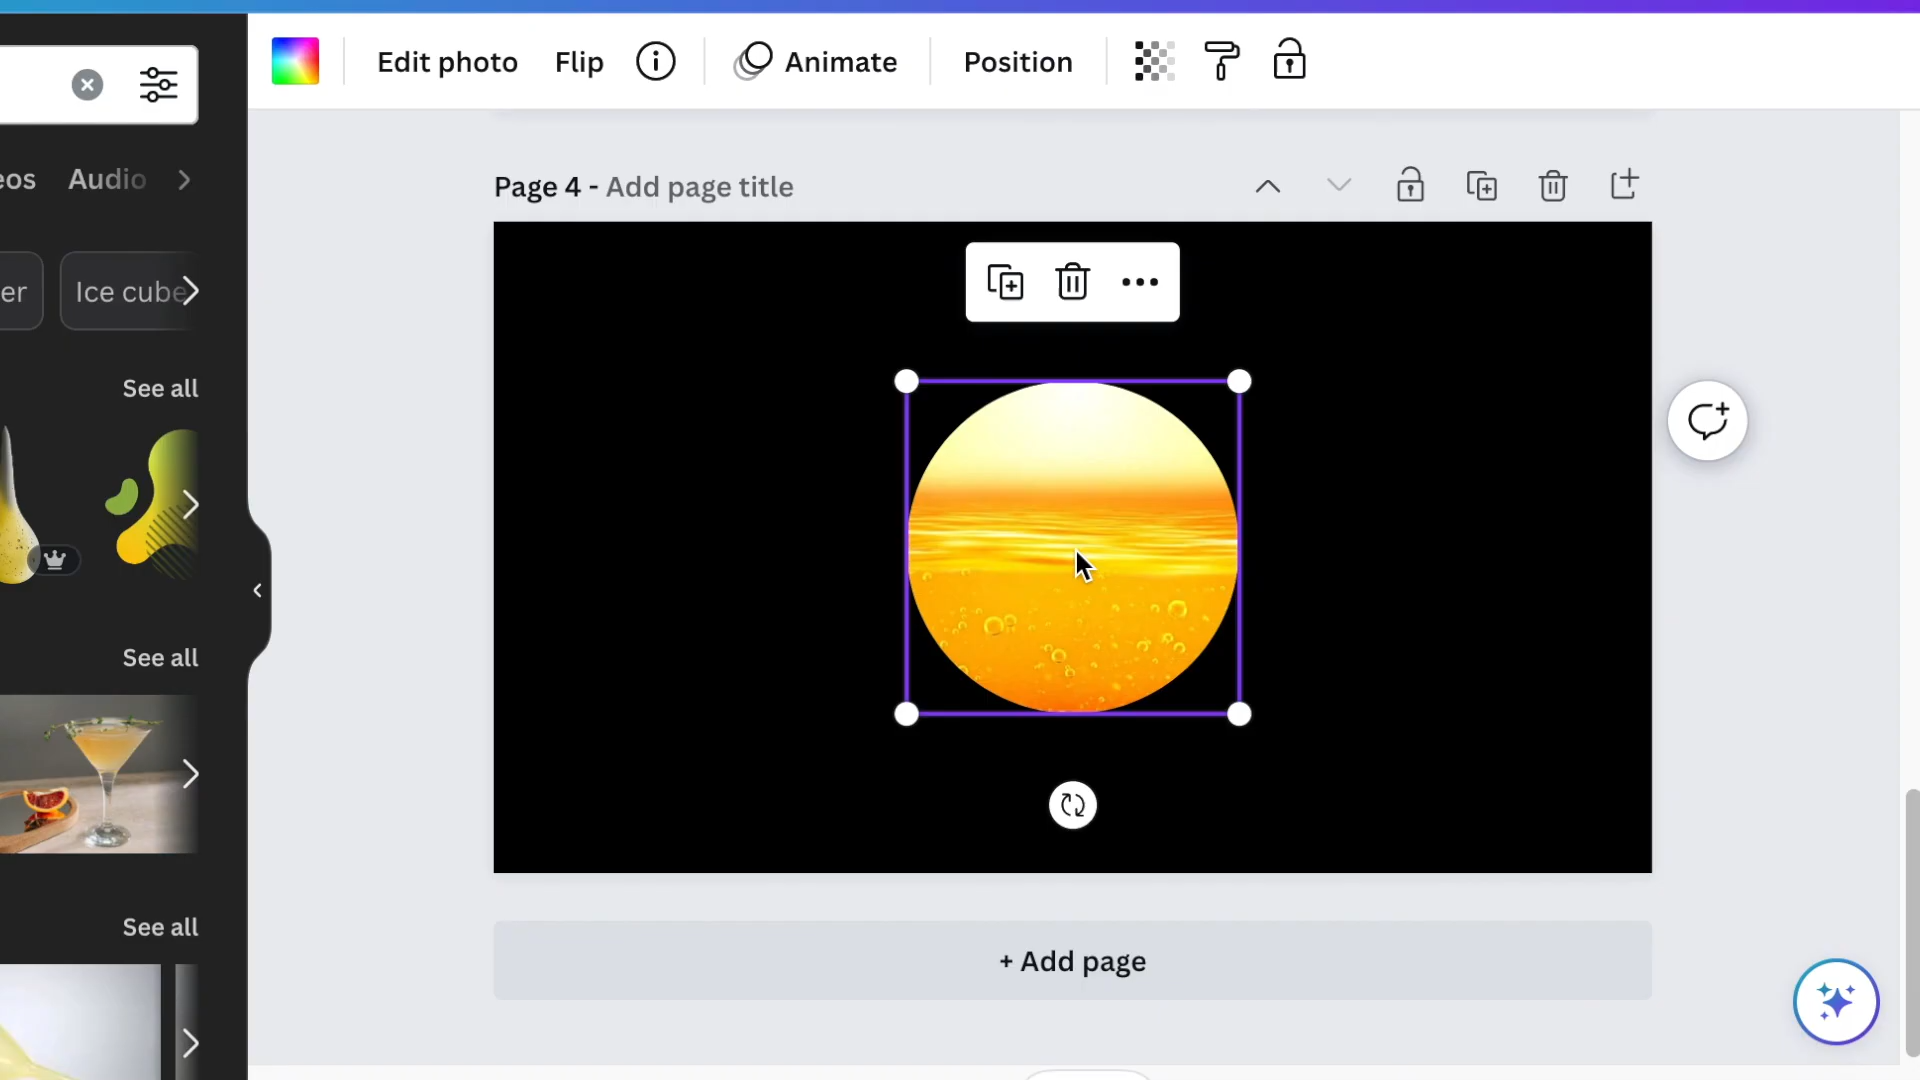 Edit photo Flip Animate Position
eos Audio
Page 4 - Add page title
er Ice cube
See all
See all
See all
+ Add page